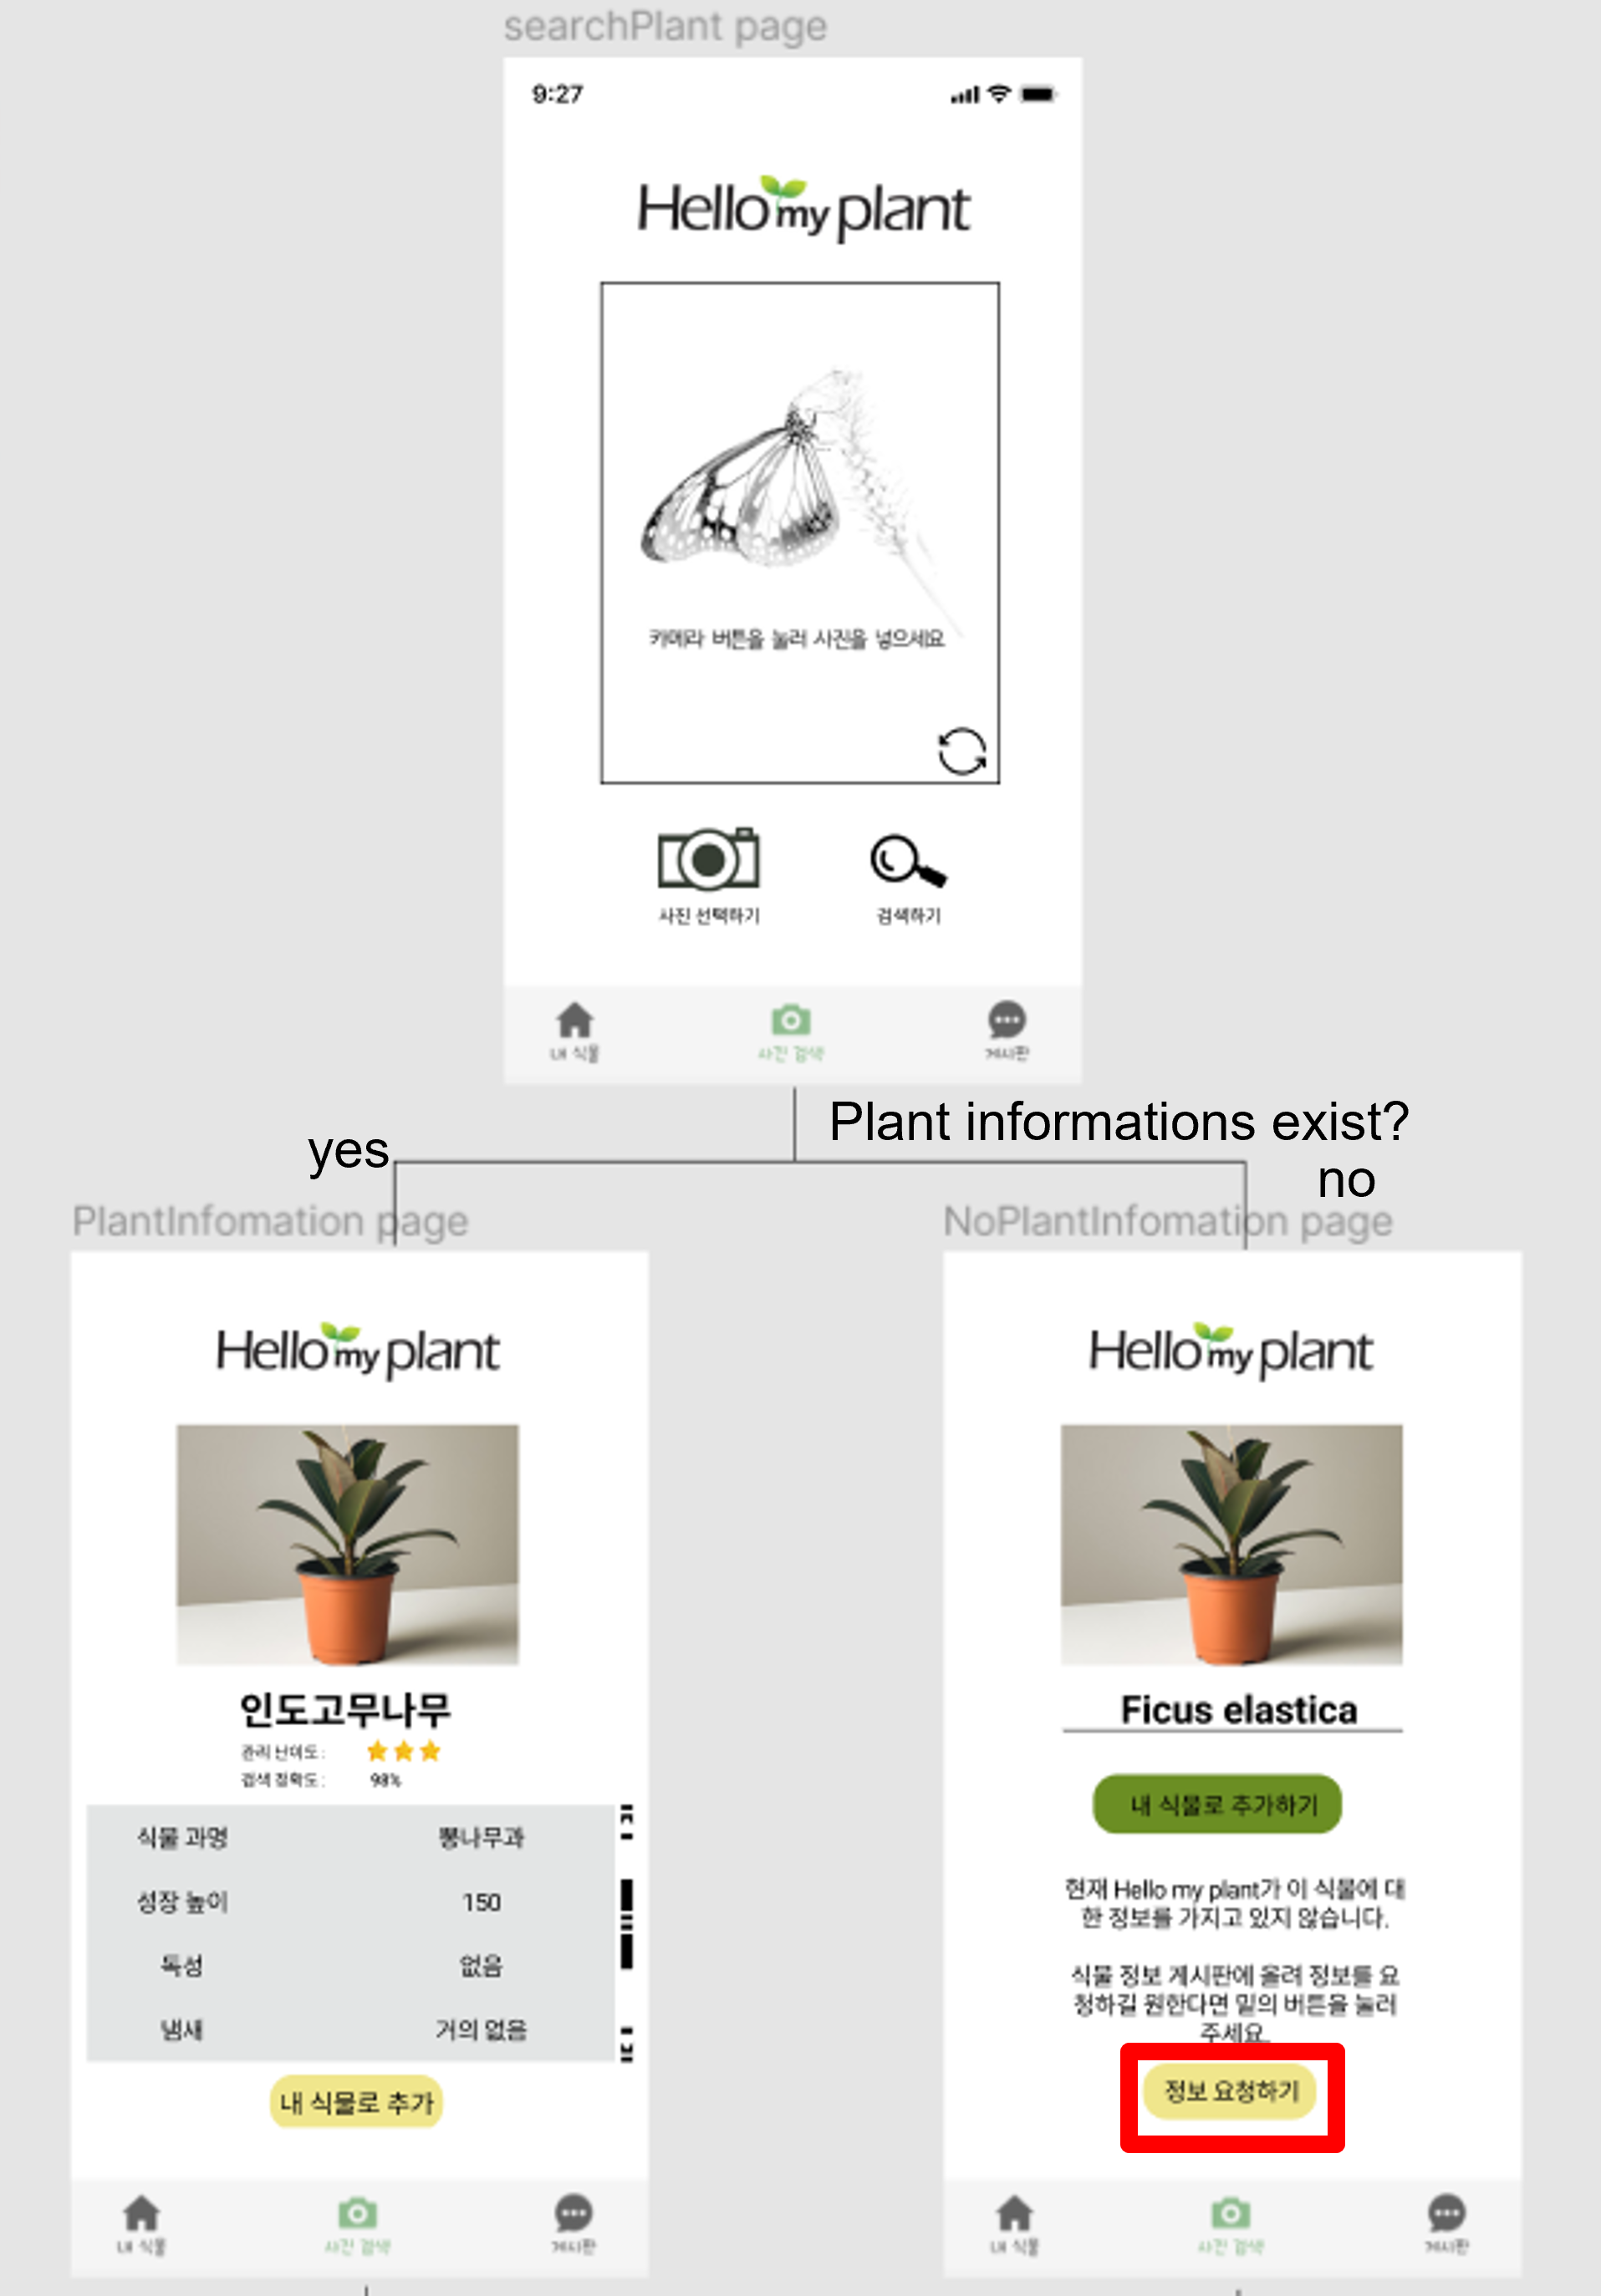 searchPlant page
9:27
Hello my plant
카메라 버튼을 눌러 사진을 넣으세요
사진 선택하기
검색하기
내 식물
사진 검색
게시판
Plant informations exist?
yes
no
PlantInfomation page
Hello my plant
인도고무나무
관리 난이도 :
검색 정확도 : 98%
식물 과명 뽕나무과
성장 높이 150
독성 없음
냄새 거의 없음
내 식물로 추가
내 식물
사진 검색
게시판
NoPlantInfomation page
Hello my plant
Ficus elastica
내 식물로 추가하기
현재 Hello my plant가 이 식물에 대
한 정보를 가지고 있지 않습니다.
식물 정보 게시판에 올려 정보를 요
청하길 원한다면 밑의 버튼을 눌러
주세요.
정보 요청하기
내 식물
사진 검색
게시판